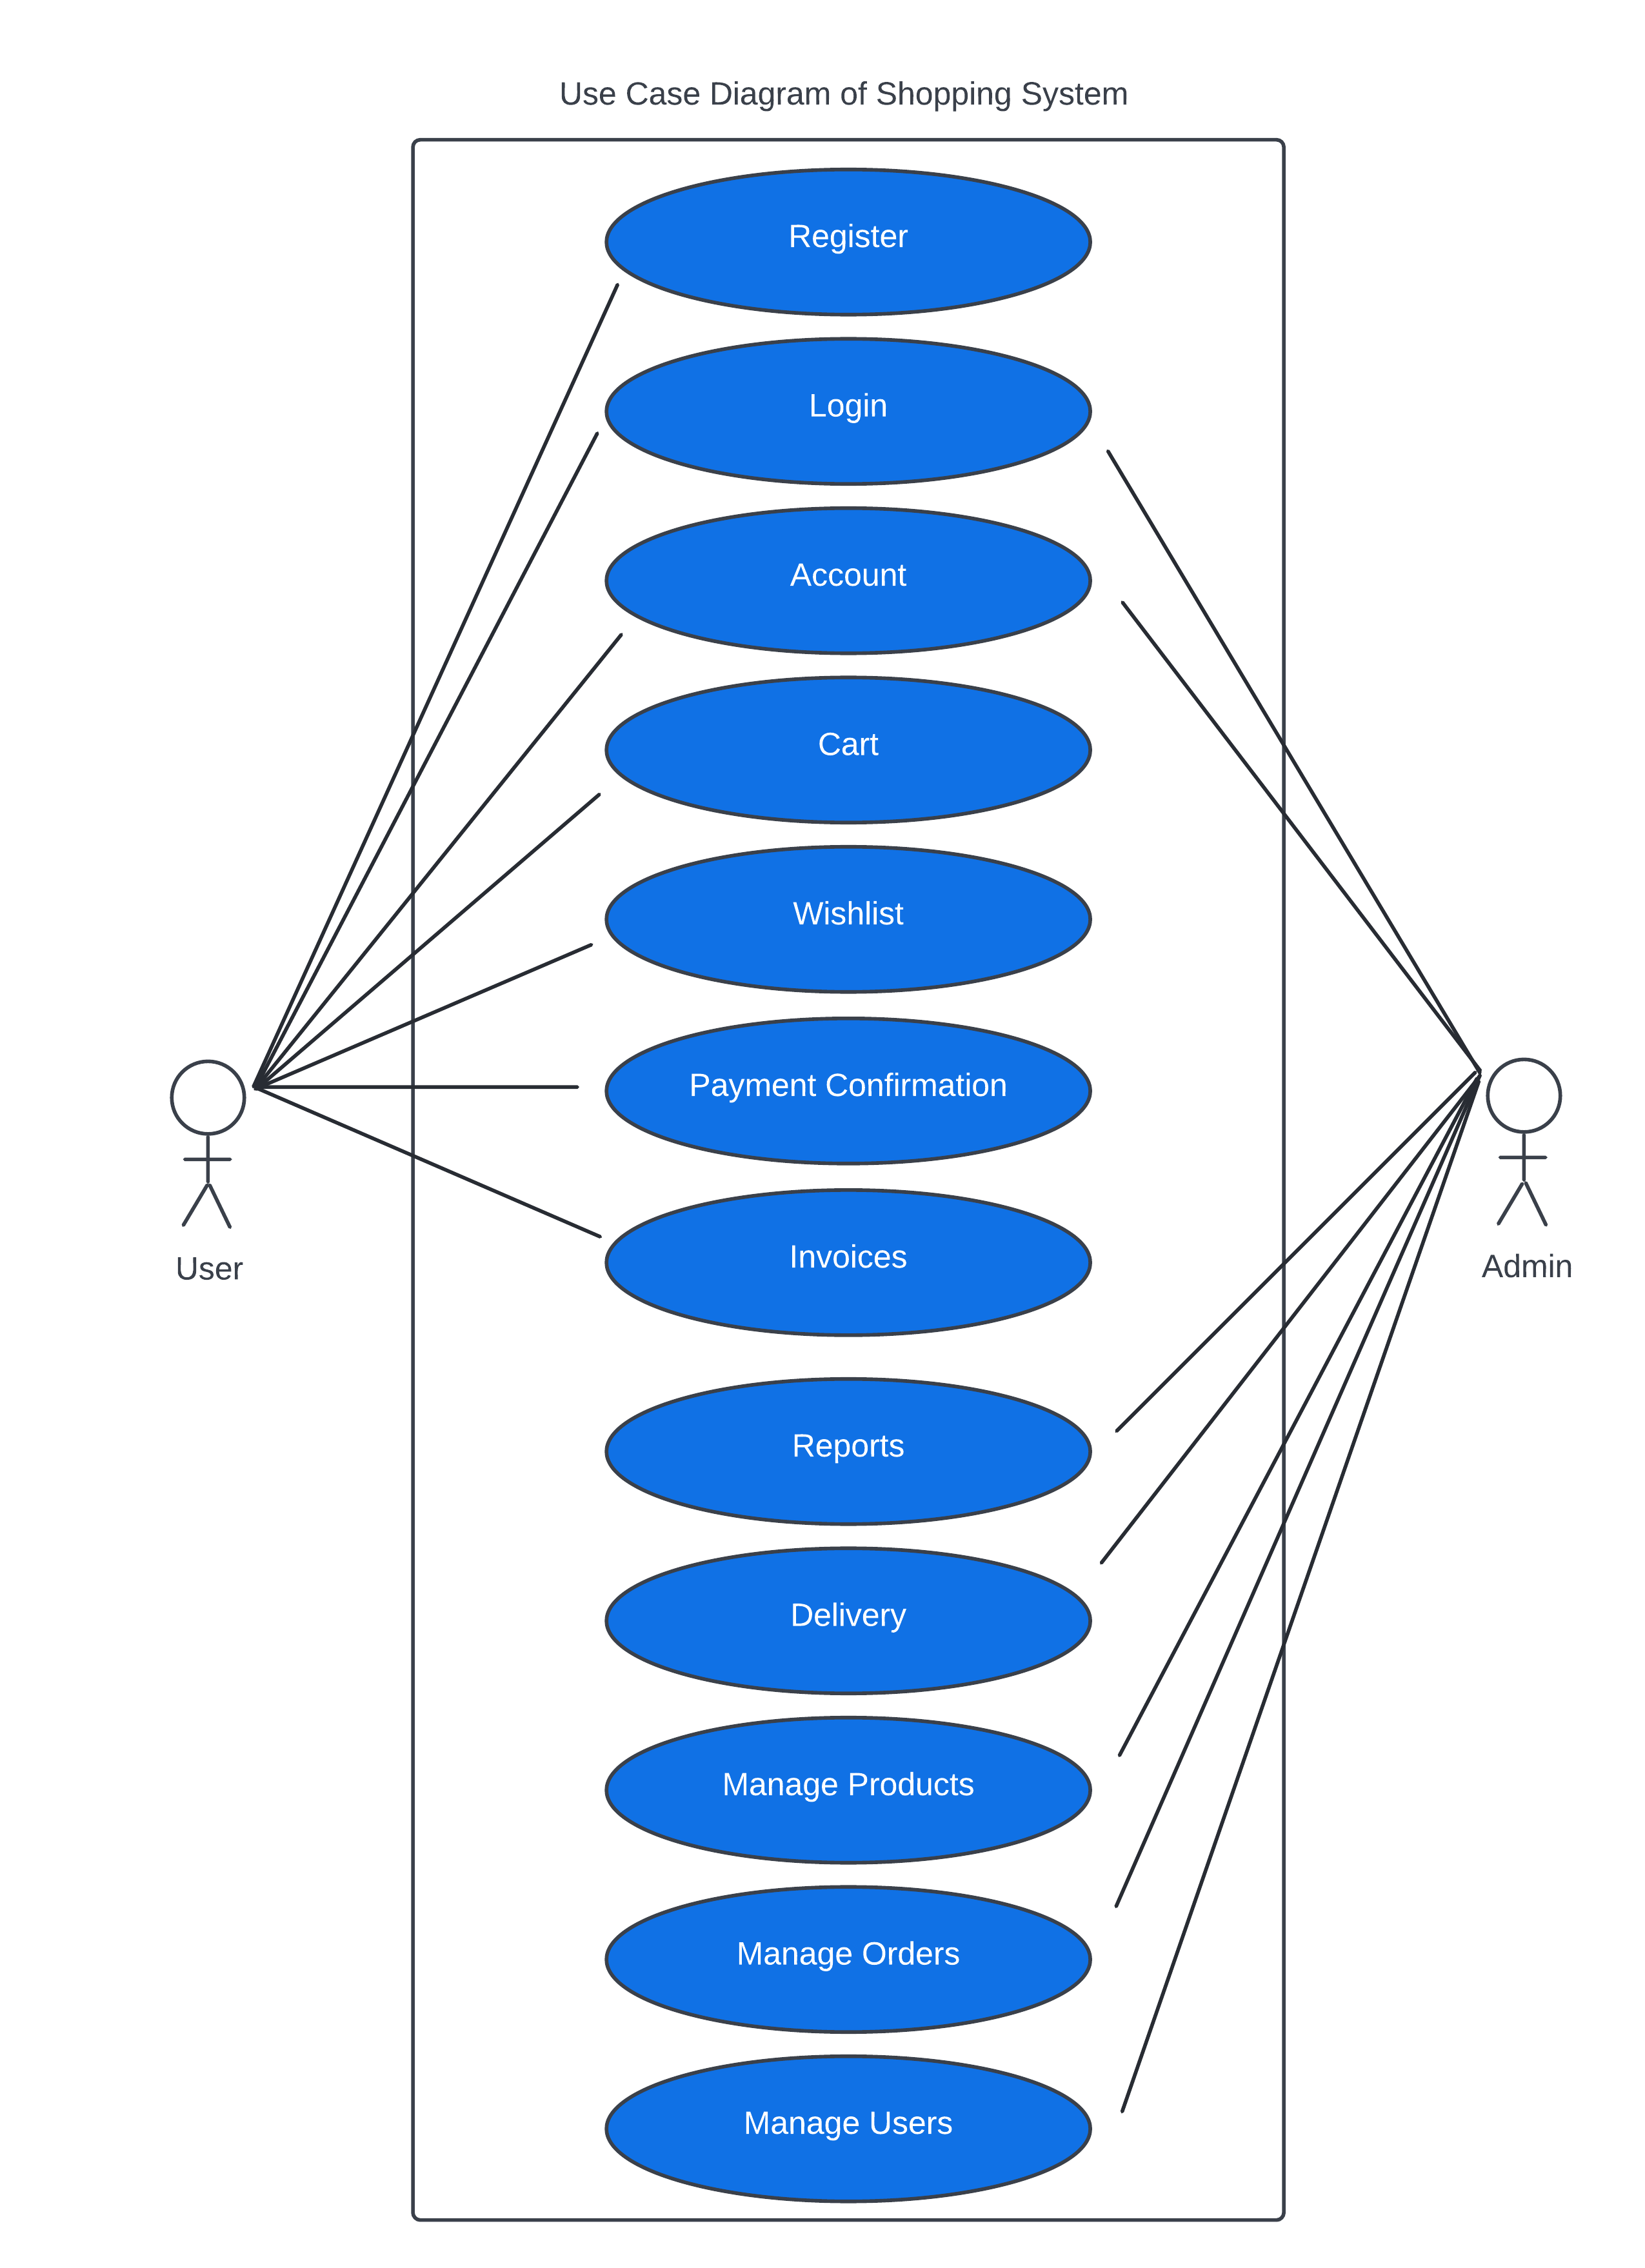 Use Case Diagram of Shopping System
Register
Login
Account
Cart
Wishlist
Payment Confirmation
Invoices
User
Admin
Reports
Delivery
Manage Products
Manage Orders
Manage Users